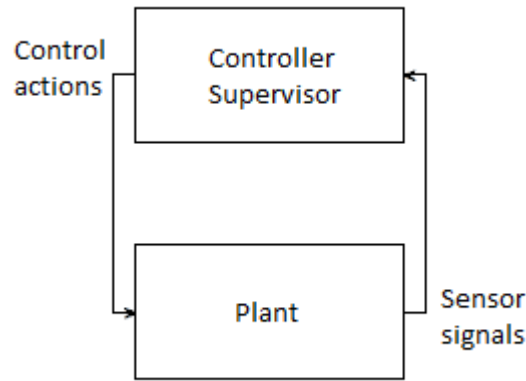 Control
actions
Controller
Supervisor
Plant
Sensor
signals